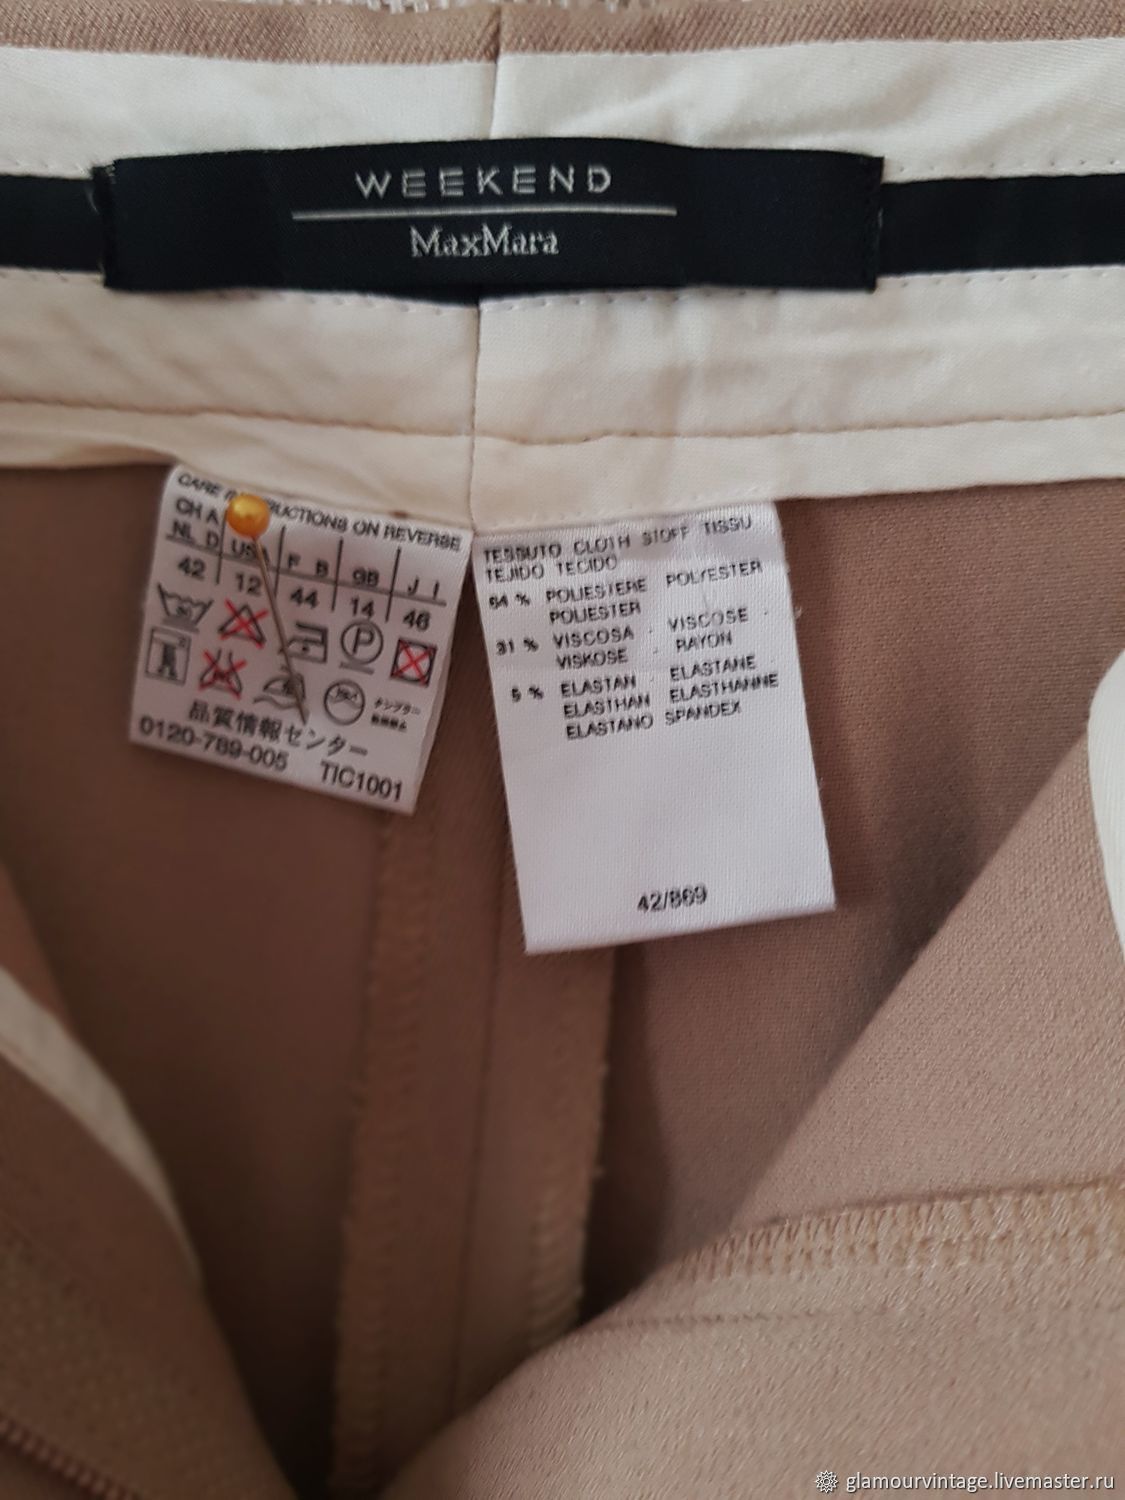 WEEKEND
MaxMara
CARE INSTRUCTIONS ON REVERSE
CH A
NL D USA F B GB J I
42 12 44 14 46
品質情報センター
0120-789-005 TIC1001
TESSUTO CLOTH STOFF TISSU
TEJIDO TECIDO
64 % POLIESTERE POLYESTER
POLIESTER
31 % VISCOSA - VISCOSE -
VISKOSE - RAYON
5 % ELASTAN ELASTANE
ELASTHAN ELASTHANNE
ELASTANO SPANDEX
42/869
glamourvintage.livemaster.ru